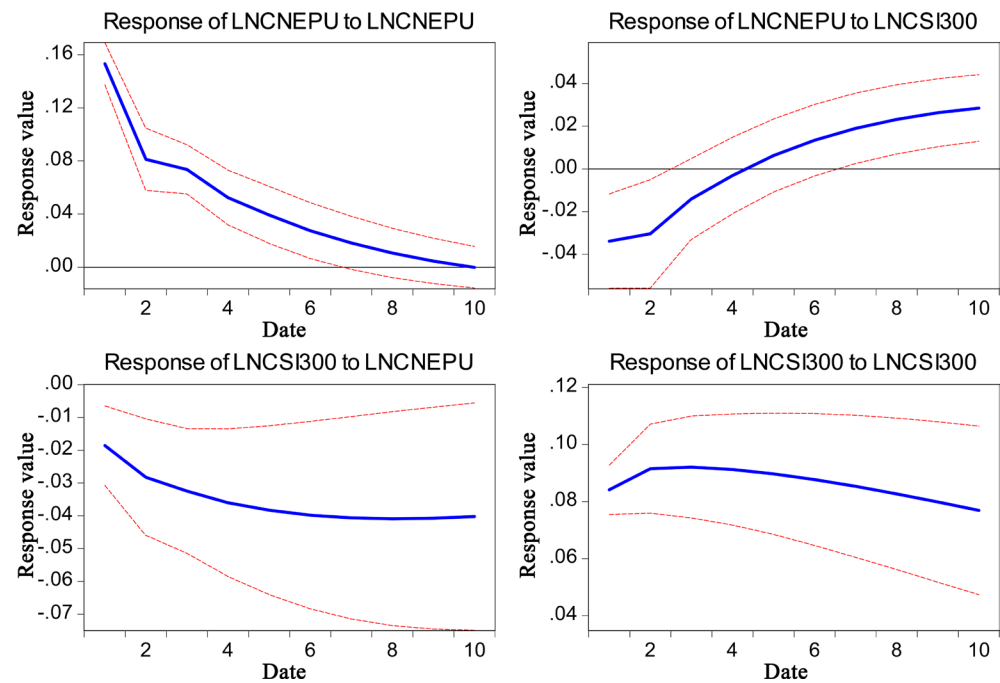 Response of LNCNEPU to LNCNEPU
Response value
.16
.12
.08
.04
.00
2 4 6 8 10
Date
Response of LNCNEPU to LNCSI300
Response value
.04
.02
.00
-.02
-.04
2 4 6 8 10
Date
Response of LNCSI300 to LNCNEPU
Response value
.00
-.01
-.02
-.03
-.04
-.05
-.06
-.07
2 4 6 8 10
Date
Response of LNCSI300 to LNCSI300
Response value
.12
.10
.08
.06
.04
2 4 6 8 10
Date